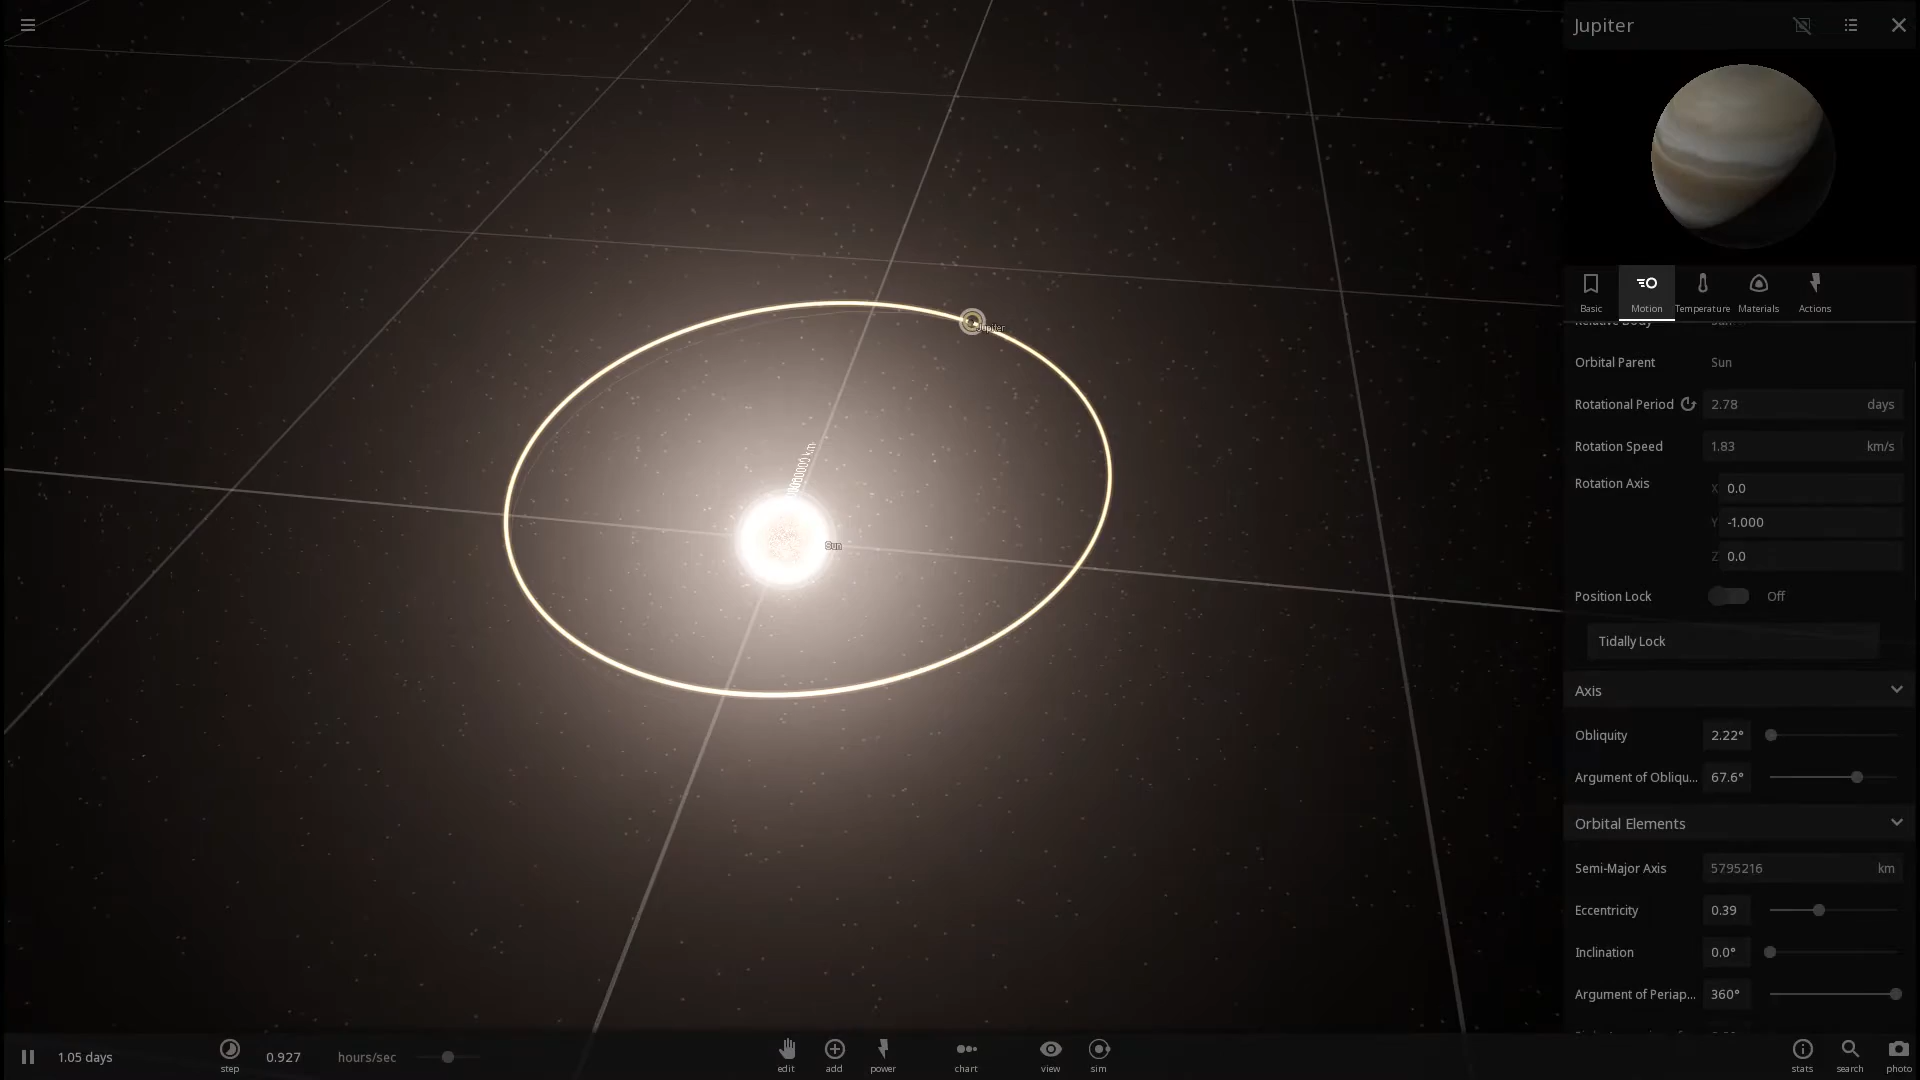 Jupiter
Basic
Motion
Temperature
Materials
Actions
Orbital Parent
Sun
Rotational Period
2.78
days
Rotation Speed
1.83
km/s
Rotation Axis
X
0.0
Y
-1.000
Z
0.0
Position Lock
Off
Tidally Lock
Axis
Obliquity
2.22°
Argument of Obliqu...
67.6°
Orbital Elements
Semi-Major Axis
5795216
km
Eccentricity
0.39
Inclination
0.0°
Argument of Periap...
360°
Jupiter
Sun
1.05 days
step
0.927
hours/sec
edit
add
power
chart
view
sim
stats
search
photo